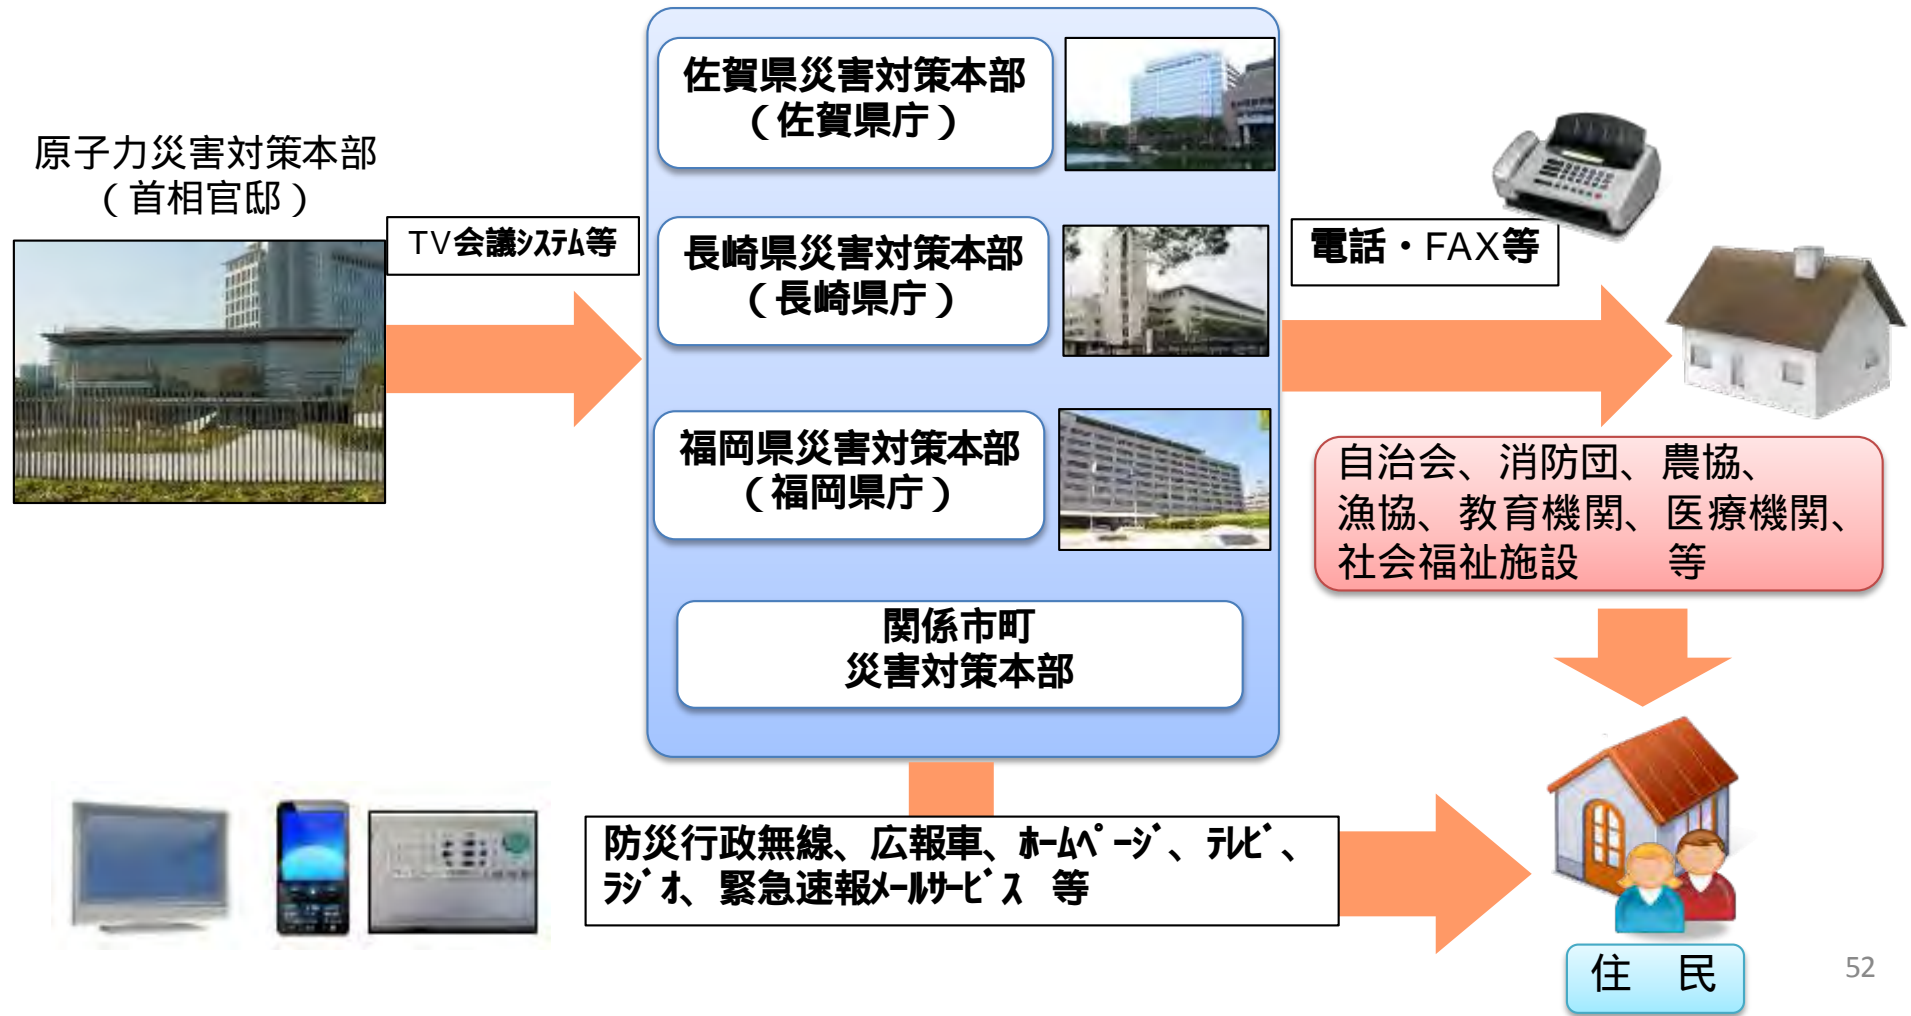 原子力災害対策本部
(首相官邸)
TV会議ｼｽﾃﾑ等
佐賀県災害対策本部
(佐賀県庁)
長崎県災害対策本部
(長崎県庁)
福岡県災害対策本部
(福岡県庁)
関係市町
災害対策本部
電話・FAX等
自治会、消防団、農協、
漁協、教育機関、医療機関、
社会福祉施設　　等
防災行政無線、広報車、ﾎｰﾑﾍﾟｰｼﾞ、ﾃﾚﾋﾞ、
ﾗｼﾞｵ、緊急速報ﾒｰﾙｻｰﾋﾞｽ　等
住　民
52